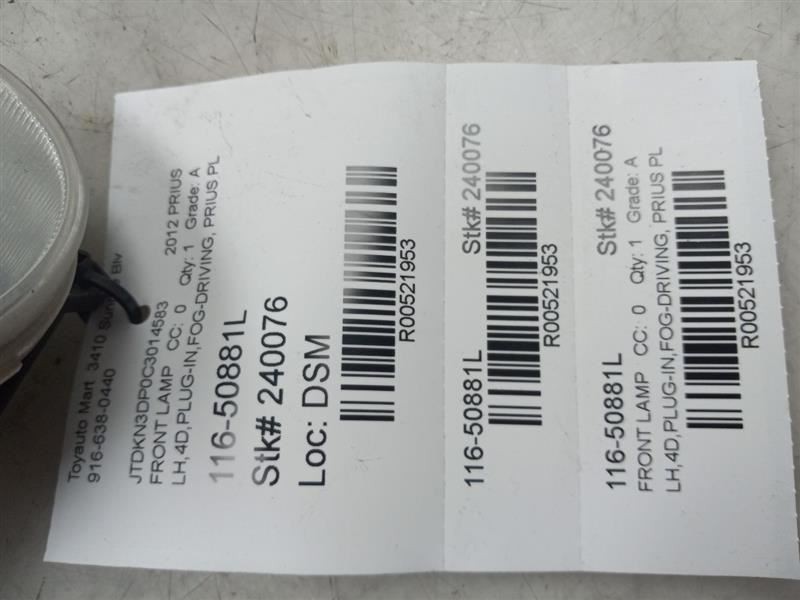 Toyauto Mart 3410 Blv
916-638-0440
JTDKN3DP0C3014583 2012 PRIUS
FRONT LAMP CC: 0 Qty: 1 Grade: A
LH,4D,PLUG-IN,FOG-DRIVING, PRIUS PL
116-50881L
Stk# 240076
Loc: DSM
R00521953
116-50881L Stk# 240076
R00521953
116-50881L Stk# 240076
FRONT LAMP CC: 0 Qty: 1 Grade: A
LH,4D,PLUG-IN,FOG-DRIVING, PRIUS PL
R00521953